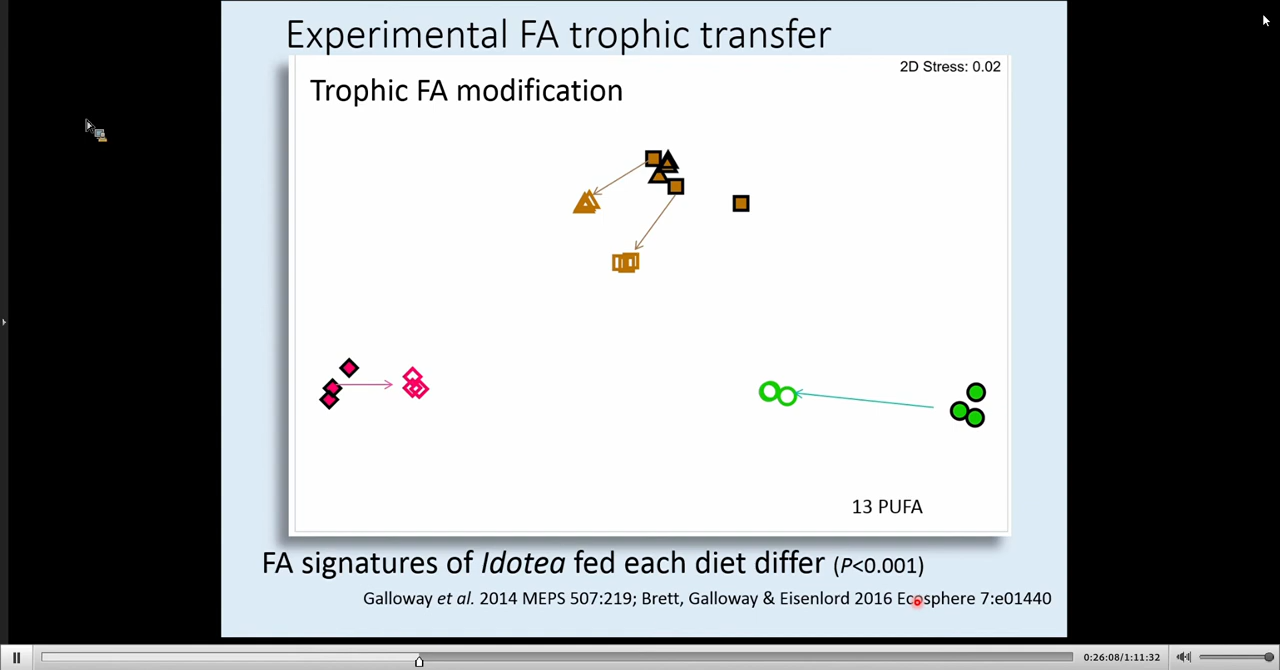 Experimental FA trophic transfer
2D Stress: 0.02
Trophic FA modification
13 PUFA
FA signatures of Idotea fed each diet differ (P<0.001)
Galloway et al. 2014 MEPS 507:219; Brett, Galloway & Eisenlord 2016 Ecosphere 7:e01440
0:26:08/1:11:32